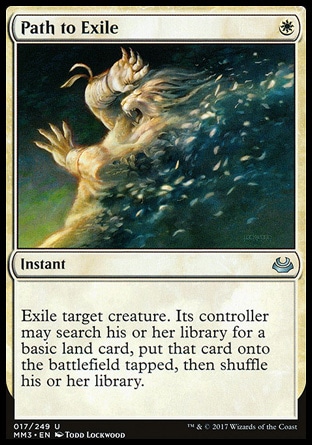 Path to Exile
Instant
Exile target creature. Its controller
may search his or her library for a
basic land card, put that card onto
the battlefield tapped, then shuffle
his or her library.
017/249 U
MM3 • EN Todd Lockwood
™ & © 2017 Wizards of the Coast